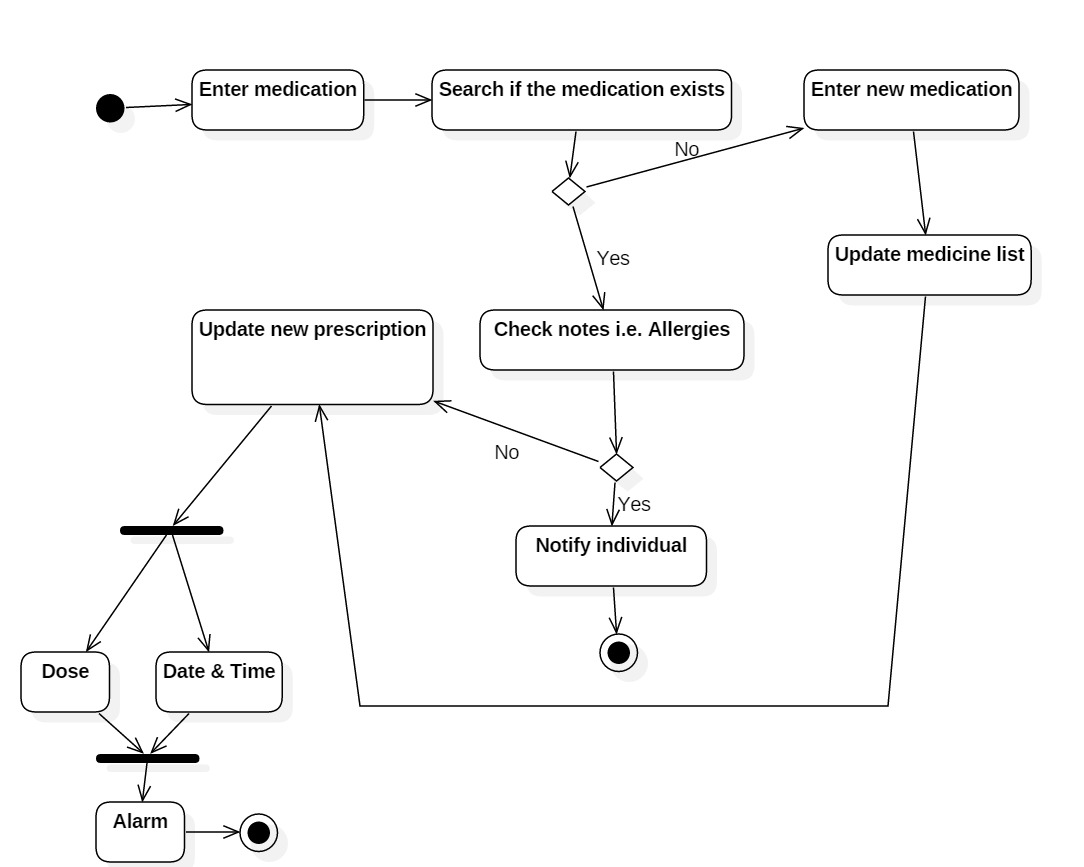 Enter medication
Search if the medication exists
Enter new medication
No
Yes
Update medicine list
Update new prescription
Check notes i.e. Allergies
No
Yes
Notify individual
Dose
Date & Time
Alarm